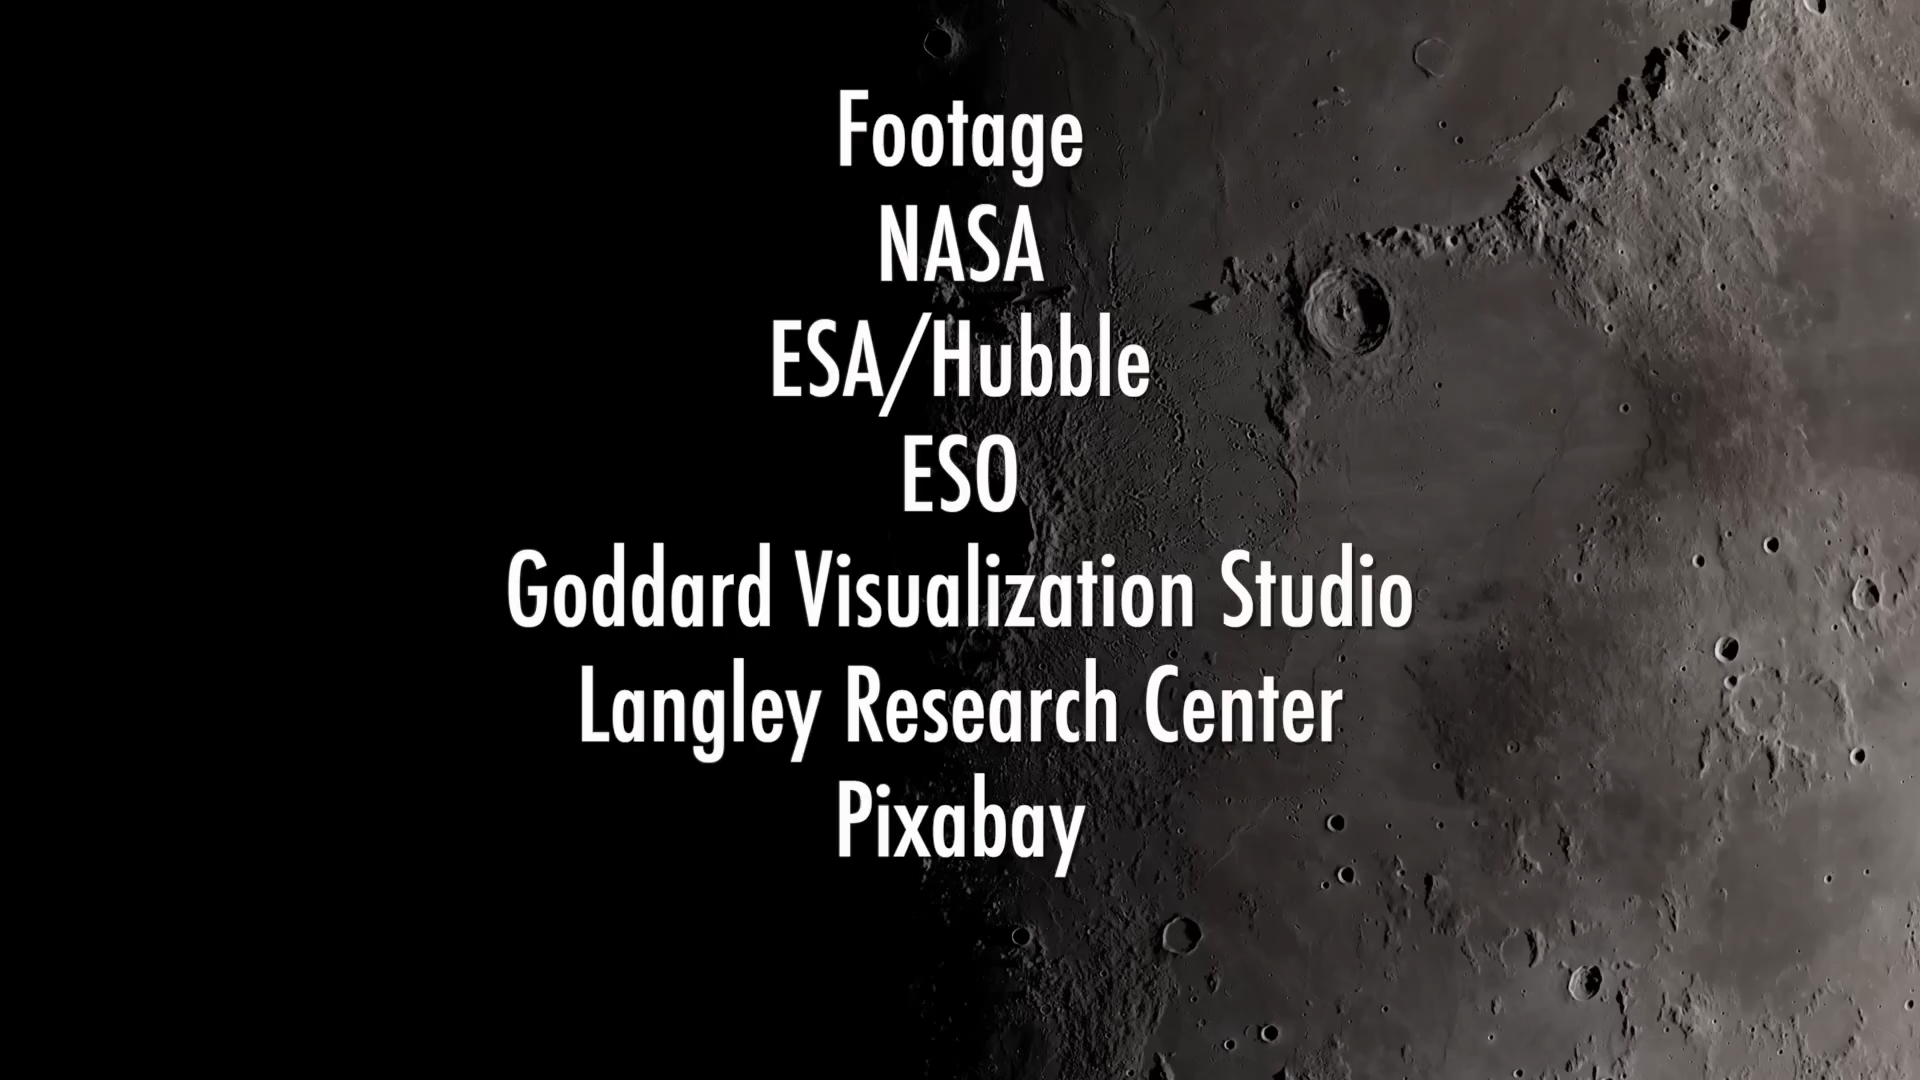 Footage
NASA
ESA/Hubble
ESO
Goddard Visualization Studio
Langley Research Center
Pixabay